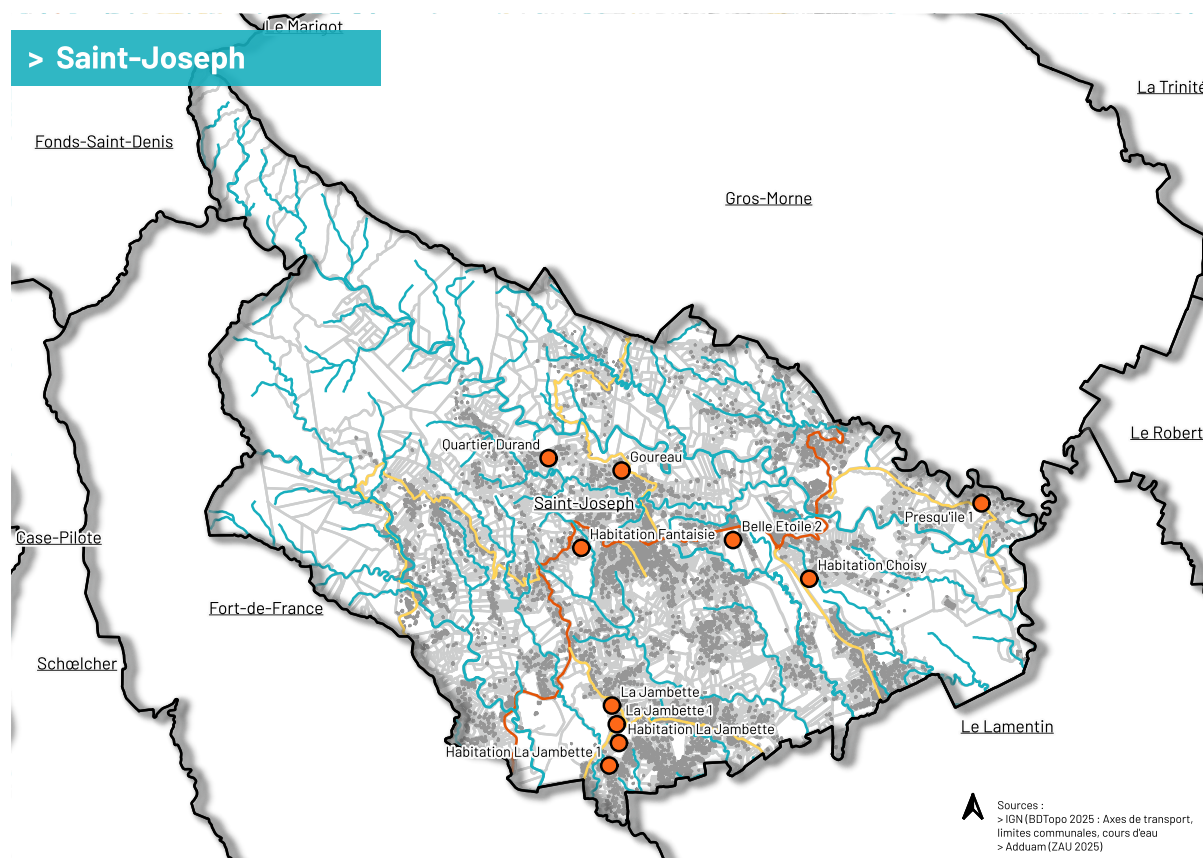 Le Marigot
> Saint-Joseph
La Trinité
Fonds-Saint-Denis
Gros-Morne
Le Robert
Quartier Durand
Goureau
Saint-Joseph
Presqu'ile 1
Belle Etoile 2
Habitation Fantaisie
Case-Pilote
Habitation Choisy
Fort-de-France
Schœlcher
La Jambette
La Jambette 1
Habitation La Jambette
Le Lamentin
Habitation La Jambette 1
Sources :
> IGN (BDTopo 2025 : Axes de transport,
limites communales, cours d'eau
> Adduam (ZAU 2025)